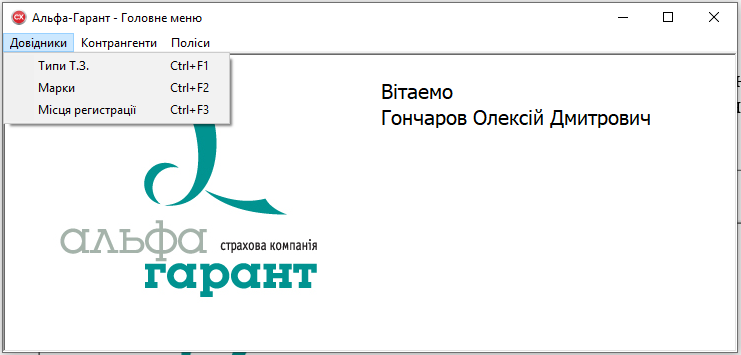 Альфа-Гарант - Головне меню
Довідники Контрангенти Поліси
Типи Т.З. Ctrl+F1
Марки Ctrl+F2
Місця регистрації Ctrl+F3
Вітаемо
Гончаров Олексій Дмитрович
альфа
страхова компанія
гарант